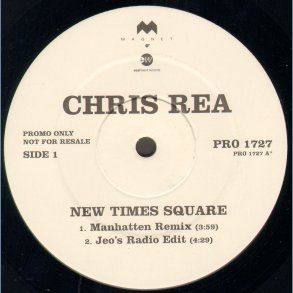 MAGNET
CHRIS REA
PROMO ONLY
NOT FOR RESALE
SIDE 1
PRO 1727
PRO 1727 A*
NEW TIMES SQUARE
1. Manhatten Remix (3:59)
2. Jeo's Radio Edit (4:29)